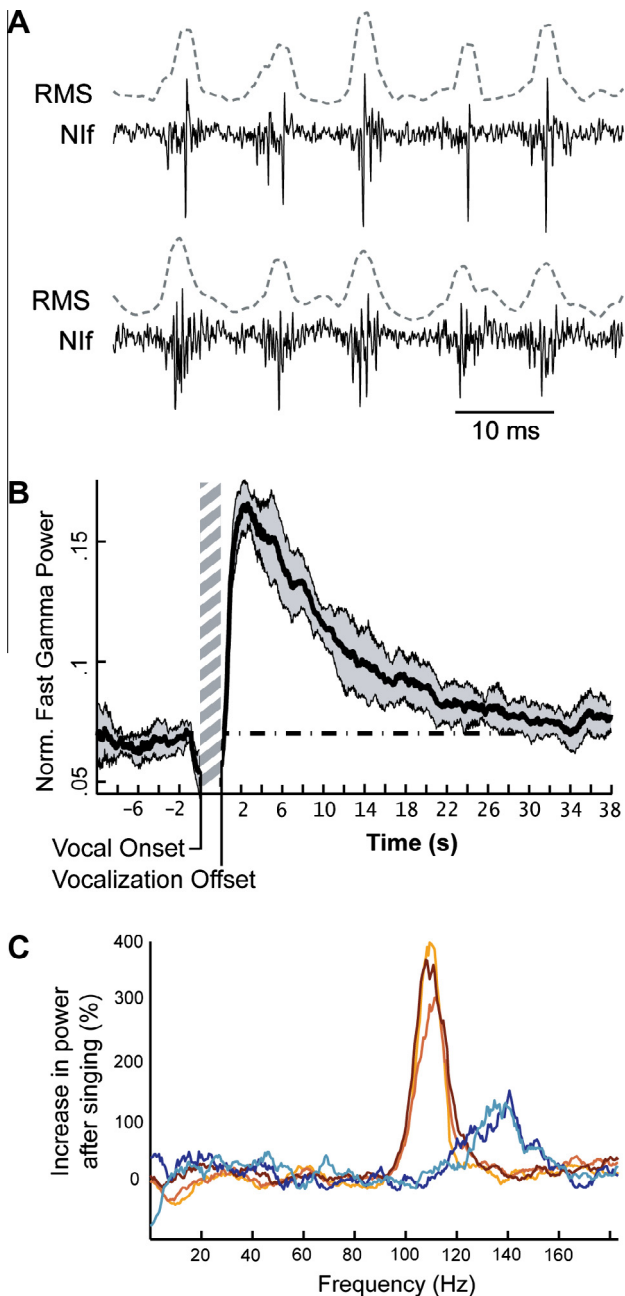 A
RMS
NIf
RMS
NIf
10 ms
B
Norm. Fast Gamma Power
.15
.1
.05
−6 −2 2 6 10 14 18 22 26 30 34 38
Time (s)
Vocal Onset
Vocalization Offset
C
Increase in power
after singing (%)
400
300
200
100
0
20 40 60 80 100 120 140 160
Frequency (Hz)